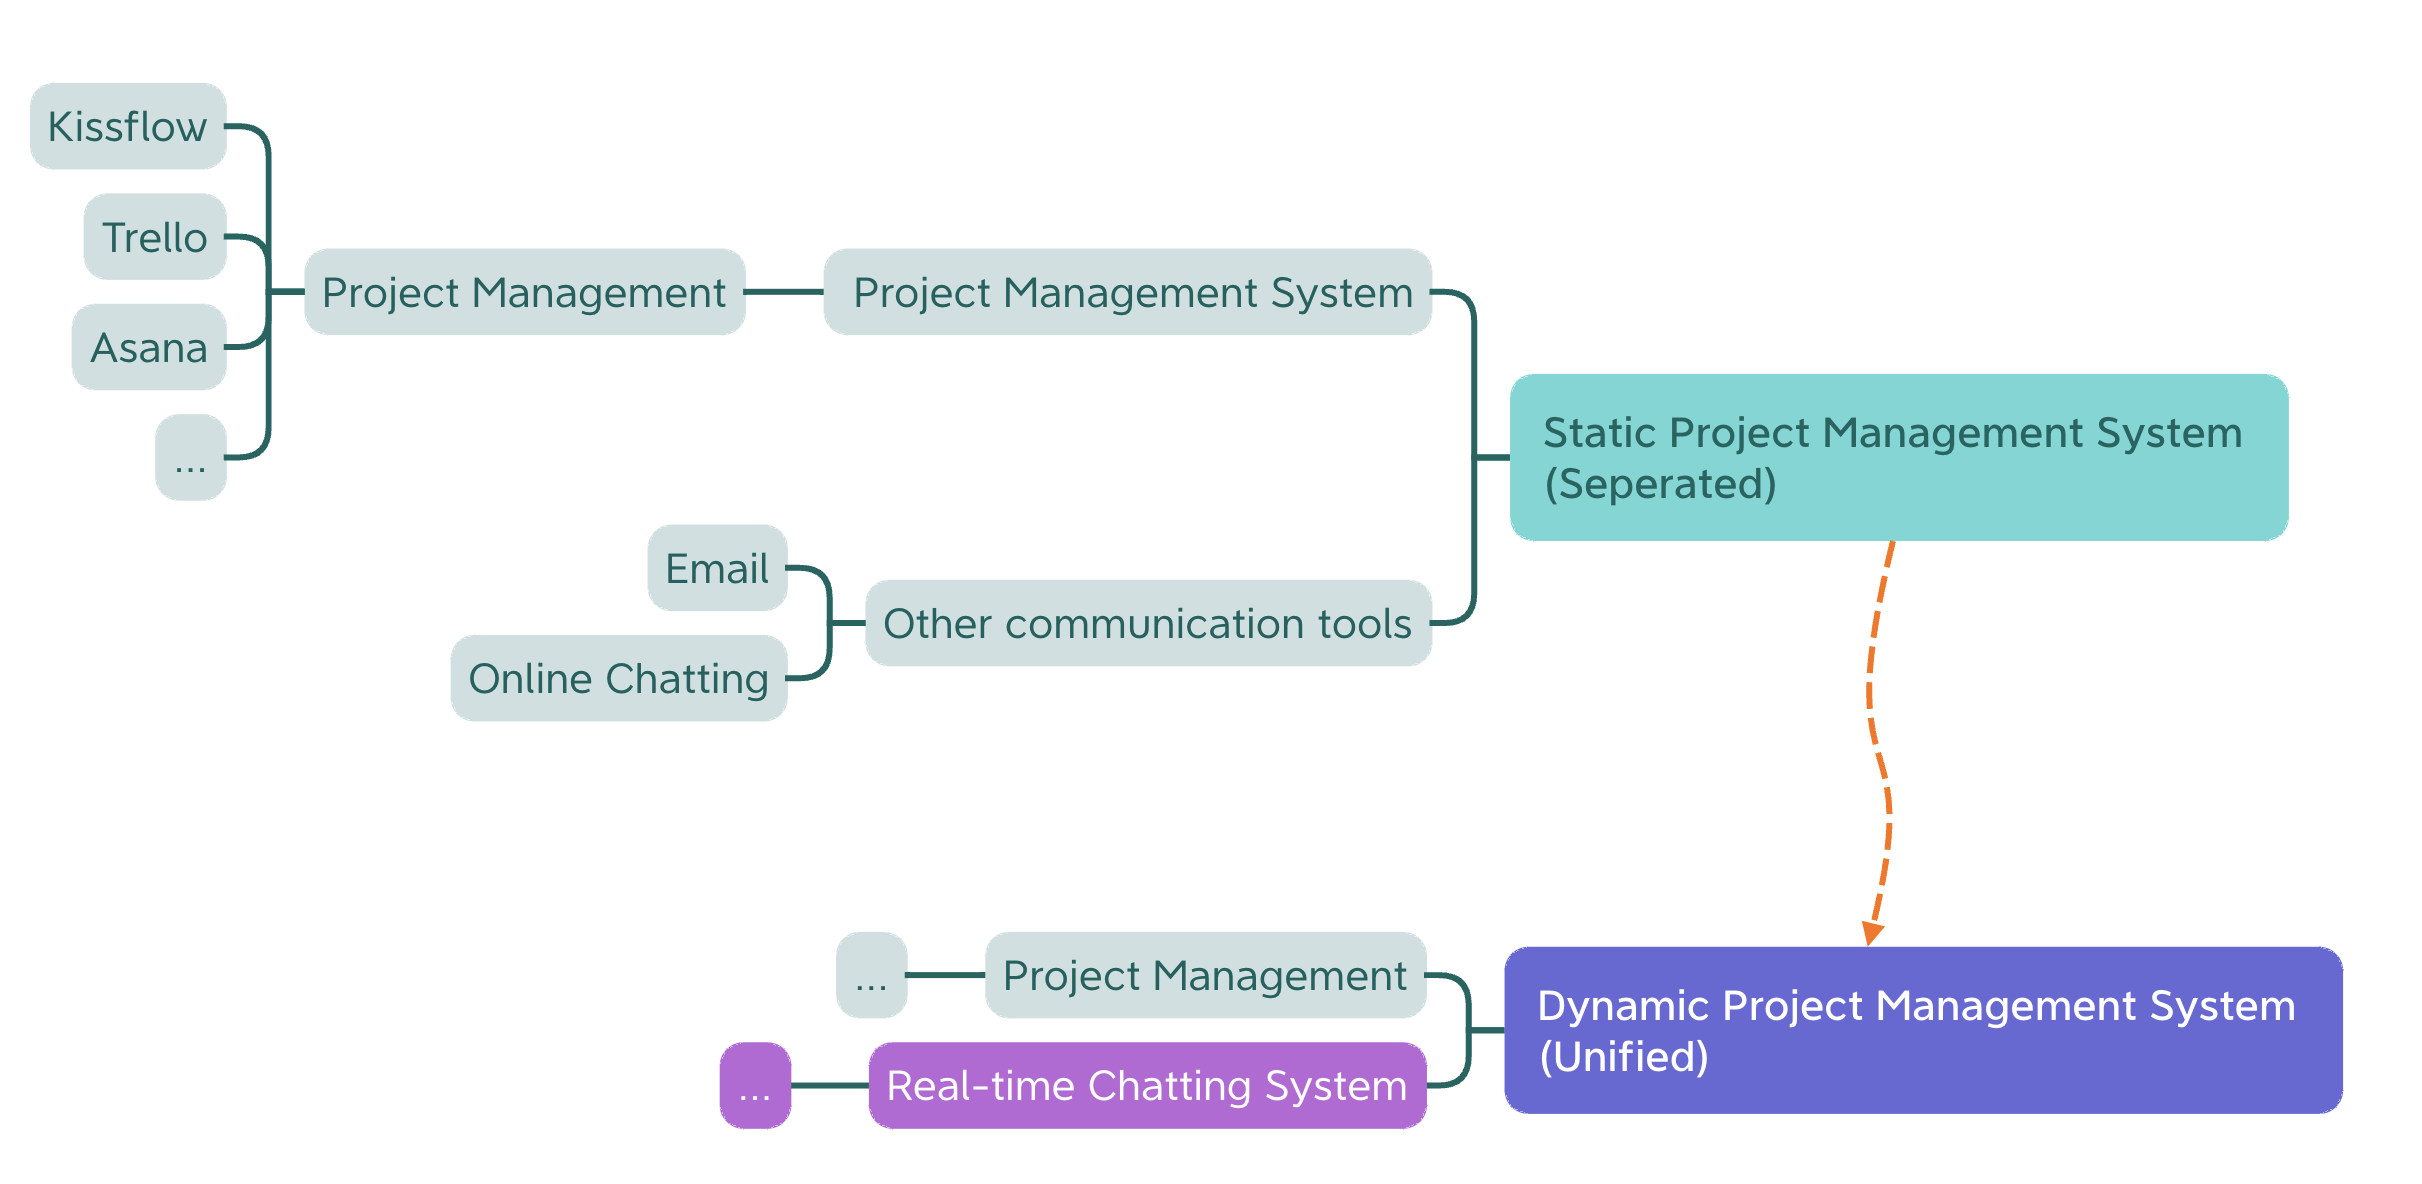 Kissflow
Trello
Asana
...
Project Management
Project Management System
Email
Online Chatting
Other communication tools
Static Project Management System
(Seperated)
...
Project Management
...
Real-time Chatting System
Dynamic Project Management System
(Unified)